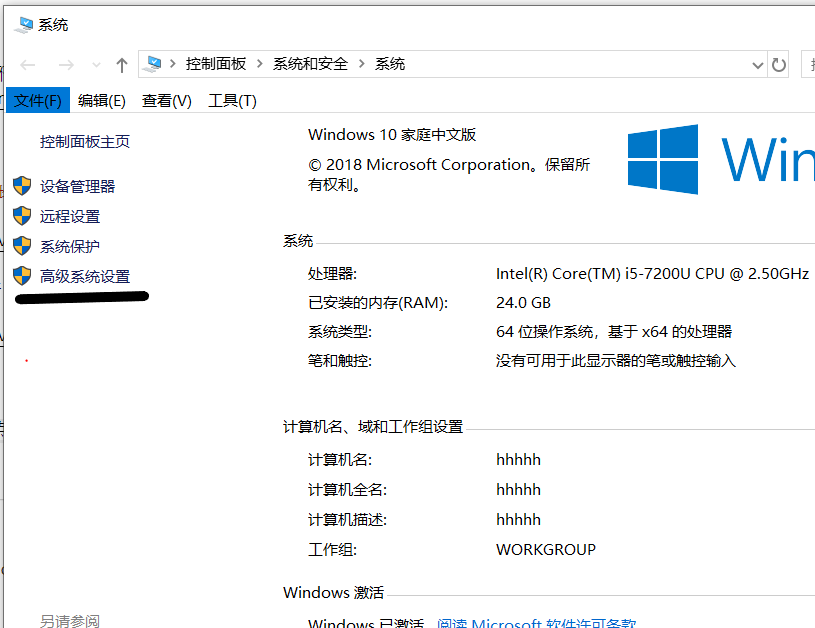 系统
控制面板 > 系统和安全 > 系统
文件(F) 编辑(E) 查看(V) 工具(T)
控制面板主页
设备管理器
远程设置
系统保护
高级系统设置
另请参阅
Windows 10 家庭中文版
© 2018 Microsoft Corporation。保留所
有权利。
Win
系统
处理器: Intel(R) Core(TM) i5-7200U CPU @ 2.50GHz
已安装的内存(RAM): 24.0 GB
系统类型: 64 位操作系统，基于 x64 的处理器
笔和触控: 没有可用于此显示器的笔或触控输入
计算机名、域和工作组设置
计算机名: hhhhh
计算机全名: hhhhh
计算机描述: hhhhh
工作组: WORKGROUP
Windows 激活
Windows 已激活 阅读 Microsoft 软件许可条款